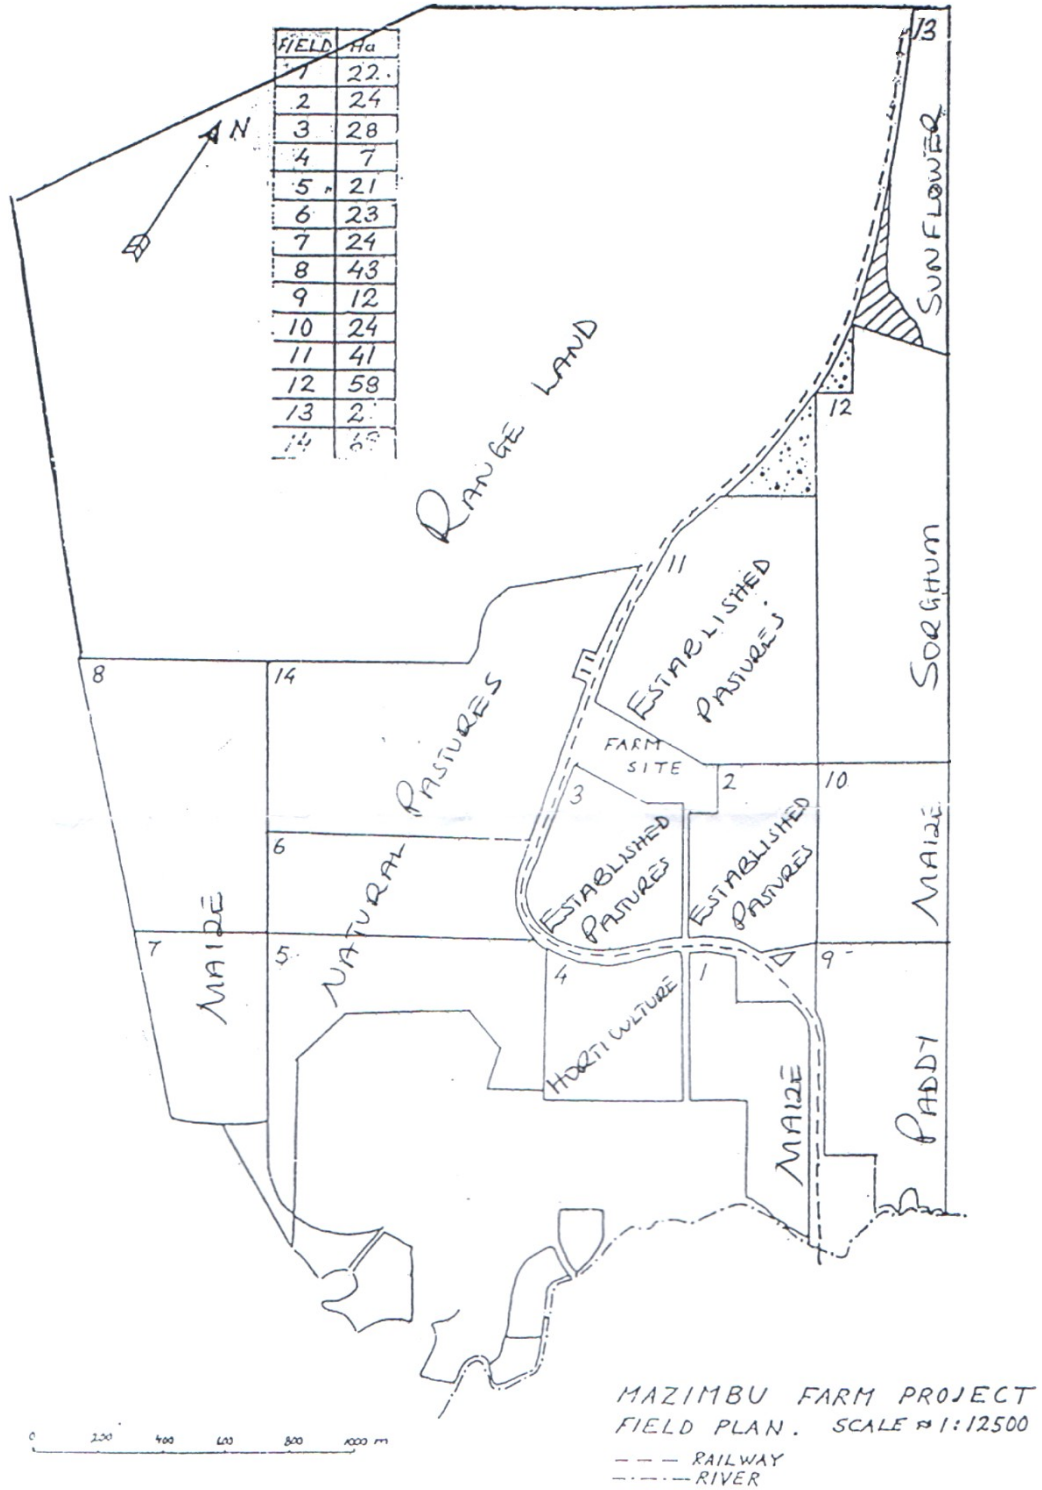 FIELD Ha
1 22
2 24
3 28
4 7
5 21
6 23
7 24
8 43
9 12
10 24
11 41
12 58
13 2
14
N
13
SUNFLOWER
RANGE LAND
12
11
ESTABLISHED
PASTURES
SORGHUM
8
14
NATURAL PASTURES
FARM
SITE
2
10
3
6
ESTABLISHED
PASTURES
ESTABLISHED
PASTURES
MAIZE
7
MAIZE
5
4
1
9
HORTICULTURE
MAIZE
PADDY
MAZIMBU FARM PROJECT
FIELD PLAN. SCALE ≈ 1:12500
RAILWAY
RIVER
0 200 400 600 800 1000 m